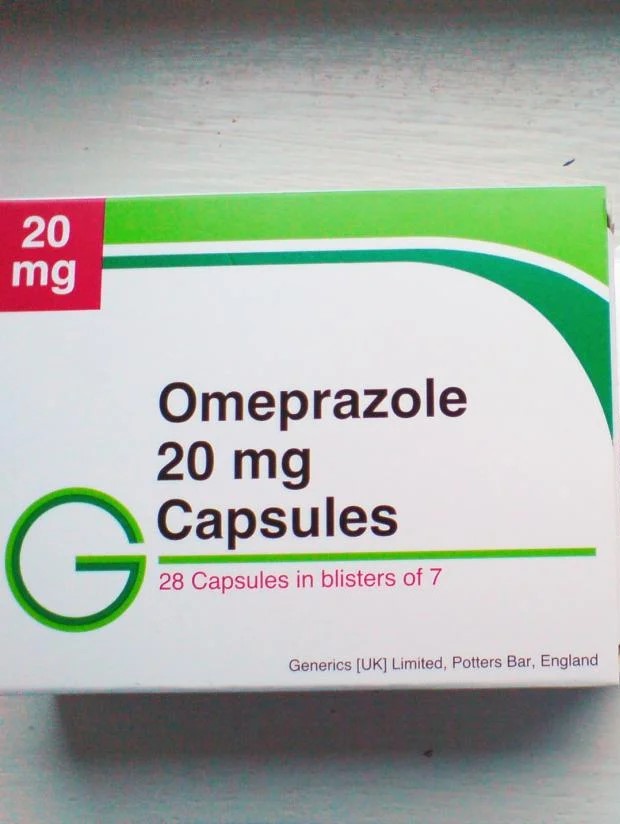 20
mg
Omeprazole
20 mg
Capsules
28 Capsules in blisters of 7
Generics [UK] Limited, Potters Bar, England